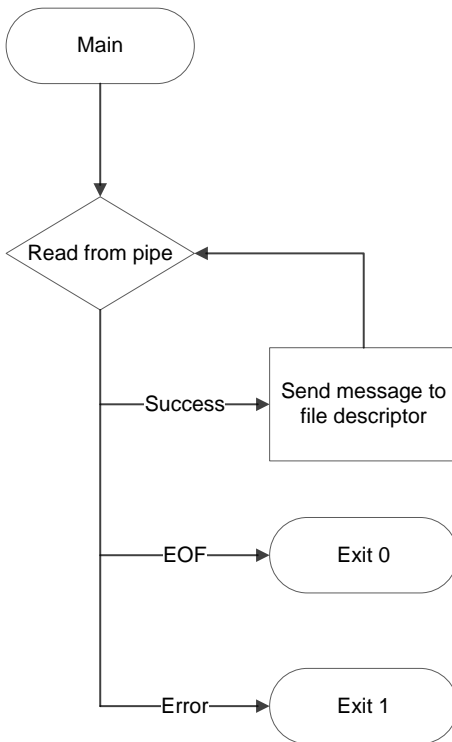 Main
Read from pipe
Success
Send message to
file descriptor
EOF
Exit 0
Error
Exit 1